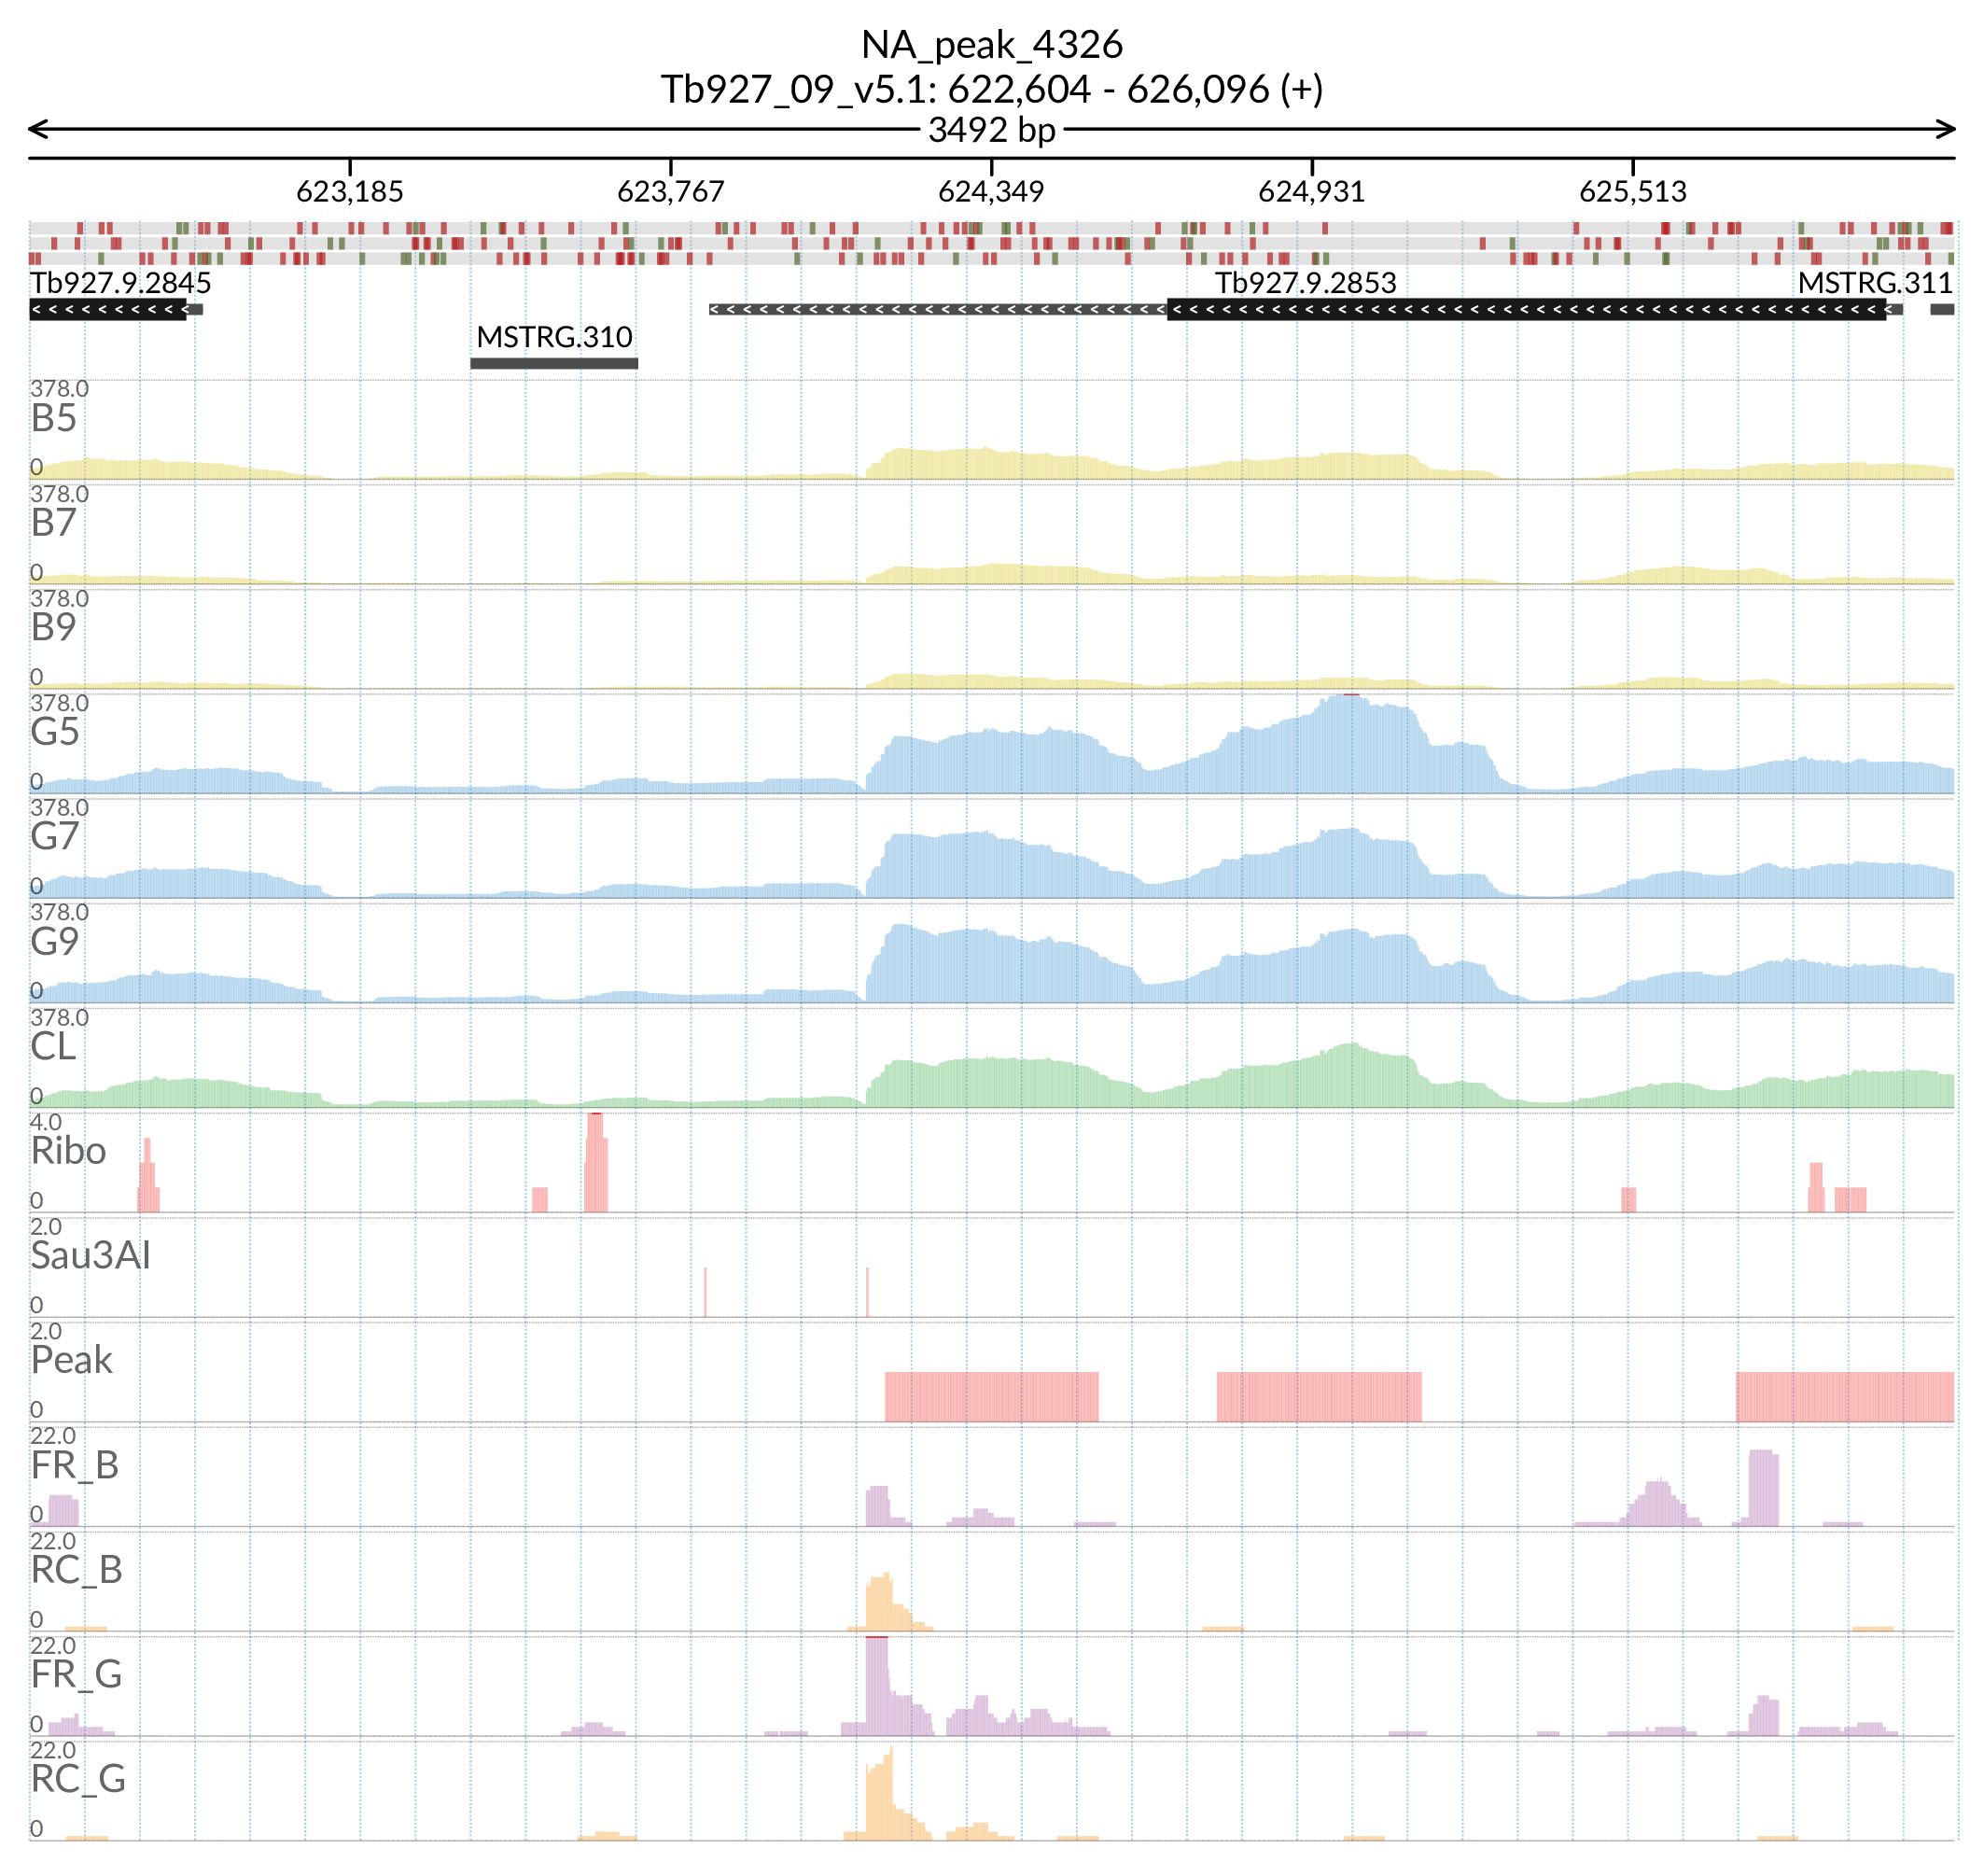 NA_peak_4326
Tb927_09_v5.1: 622,604 - 626,096 (+)
3492 bp
623,185 623,767 624,349 624,931 625,513
Tb927.9.2845 Tb927.9.2853 MSTRG.311
MSTRG.310
378.0
B5
0
378.0
B7
0
378.0
B9
0
378.0
G5
0
378.0
G7
0
378.0
G9
0
378.0
CL
0
4.0
Ribo
0
2.0
Sau3AI
0
2.0
Peak
0
22.0
FR_B
0
22.0
RC_B
0
22.0
FR_G
0
22.0
RC_G
0